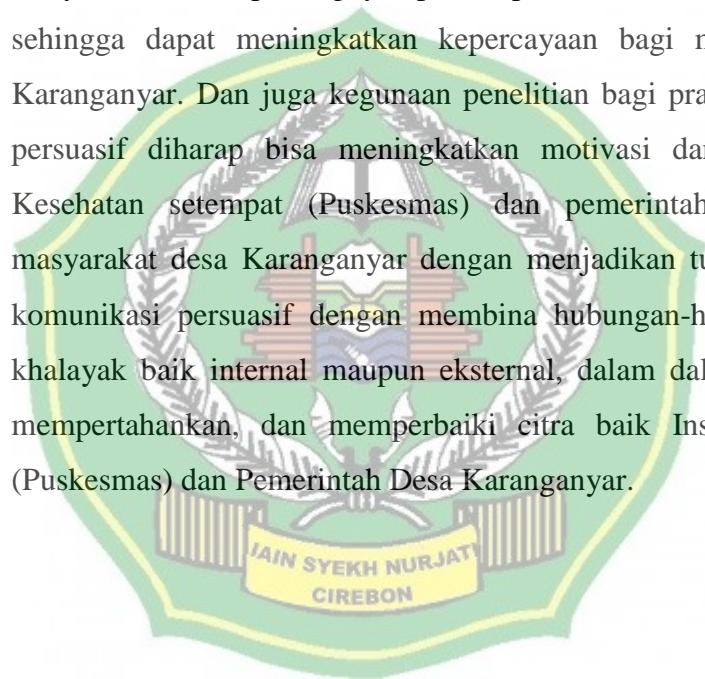 sehingga dapat meningkatkan kepercayaan bagi m
Karanganyar. Dan juga kegunaan penelitian bagi pra
persuasif diharap bisa meningkatkan motivasi
Kesehatan setempat (Puskesmas) dan pemerintah
masyarakat desa Karanganyar dengan menjadikan tu
komunikasi persuasif dengan membina hubungan-h
khalayak baik internal maupun eksternal, dalam dal
mempertahankan, dan memperbaiki citra baik Ins
(Puskesmas) dan Pemerintah Desa Karanganyar.
IAIN SYEKH NURJATI
CIREBON